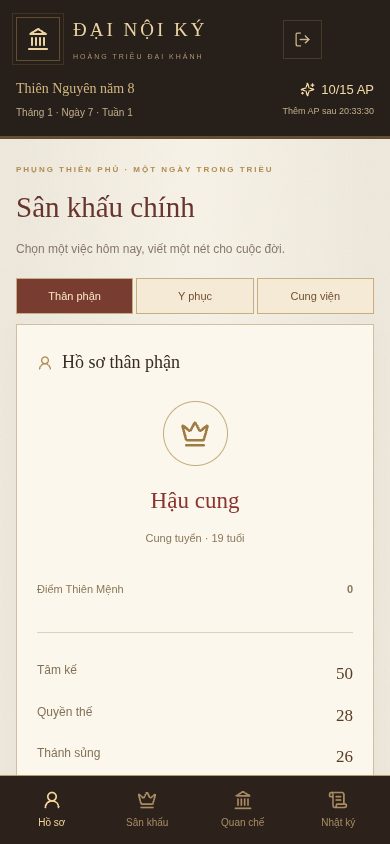 ĐẠI NỘI KÝ
HOÀNG TRIỀU ĐẠI KHÁNH
Thiên Nguyên năm 8
10/15 AP
Tháng 1 · Ngày 7 · Tuần 1
Thêm AP sau 20:33:30
PHỤNG THIÊN PHỦ · MỘT NGÀY TRONG TRIỀU
Sân khấu chính
Chọn một việc hôm nay, viết một nét cho cuộc đời.
Thân phận
Y phục
Cung viện
Hồ sơ thân phận
Hậu cung
Cung tuyển · 19 tuổi
Điểm Thiên Mệnh
0
Tâm kế
50
Quyền thế
28
Thánh sủng
26
Hồ sơ
Sân khấu
Quan chế
Nhật ký